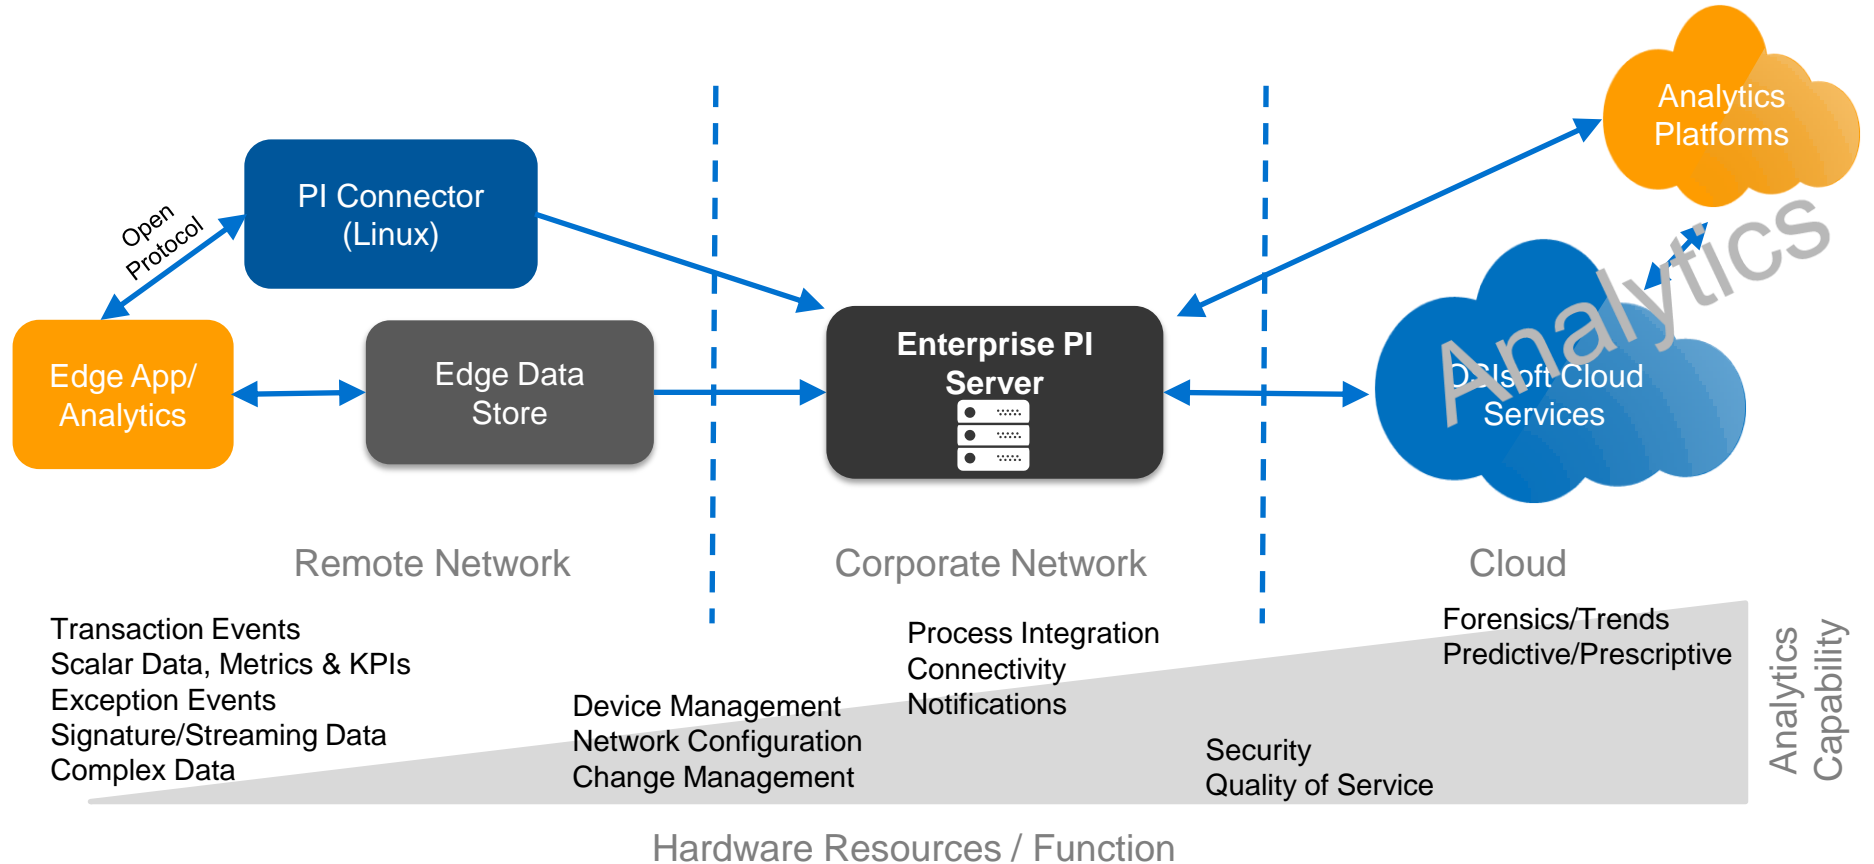 Analytics
Platforms
PI Connector
(Linux)
Open
Protocol
Analytics
Edge App/
Analytics
Edge Data
Store
Enterprise PI
Server
OSIsoft Cloud
Services
Remote Network
Corporate Network
Cloud
Transaction Events
Scalar Data, Metrics & KPIs
Exception Events
Signature/Streaming Data
Complex Data
Device Management
Network Configuration
Change Management
Process Integration
Connectivity
Notifications
Security
Quality of Service
Forensics/Trends
Predictive/Prescriptive
Analytics
Capability
Hardware Resources / Function